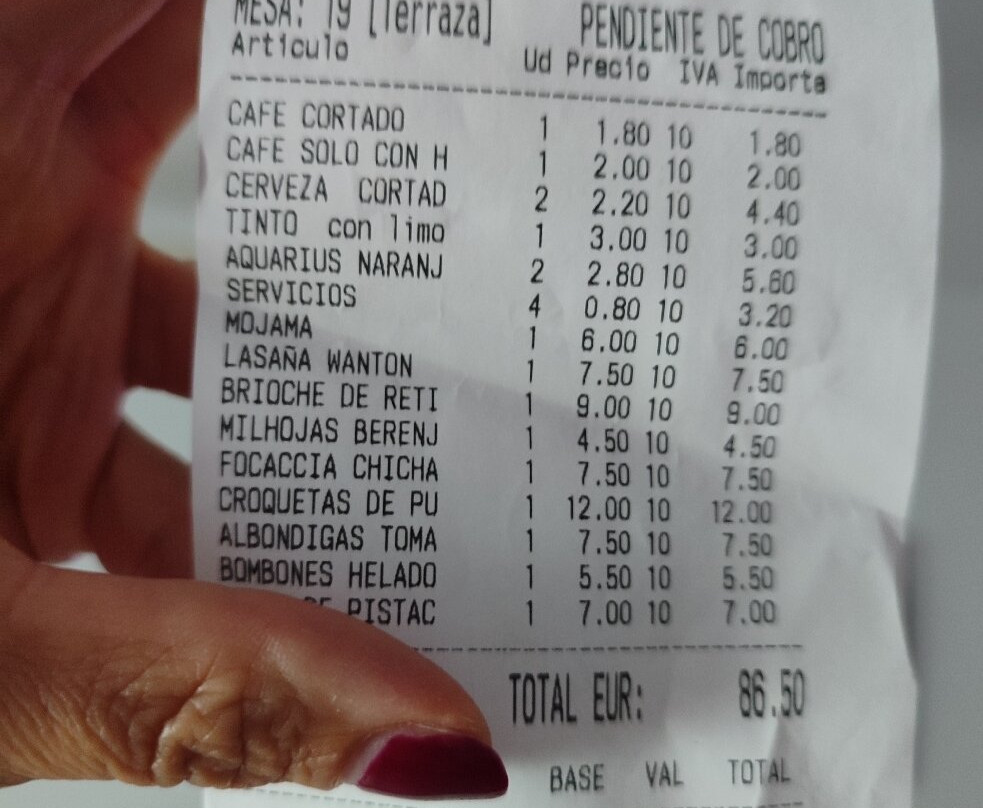 MESA: 19 [Terraza] PENDIENTE DE COBRO
Articulo Ud Precio IVA Importe
CAFE CORTADO 1 1.80 10 1.80
CAFE SOLO CON H 1 2.00 10 2.00
CERVEZA CORTAD 2 2.20 10 4.40
TINTO con limo 1 3.00 10 3.00
AQUARIUS NARANJ 2 2.80 10 5.60
SERVICIOS 4 0.80 10 3.20
MOJAMA 1 6.00 10 6.00
LASAÑA WANTON 1 7.50 10 7.50
BRIOCHE DE RETI 1 9.00 10 9.00
MILHOJAS BERENJ 1 4.50 10 4.50
FOCACCIA CHICHA 1 7.50 10 7.50
CROQUETAS DE PU 1 12.00 10 12.00
ALBONDIGAS TOMA 1 7.50 10 7.50
BOMBONES HELADO 1 5.50 10 5.50
PISTAC 1 7.00 10 7.00
TOTAL EUR: 86.50
BASE VAL TOTAL